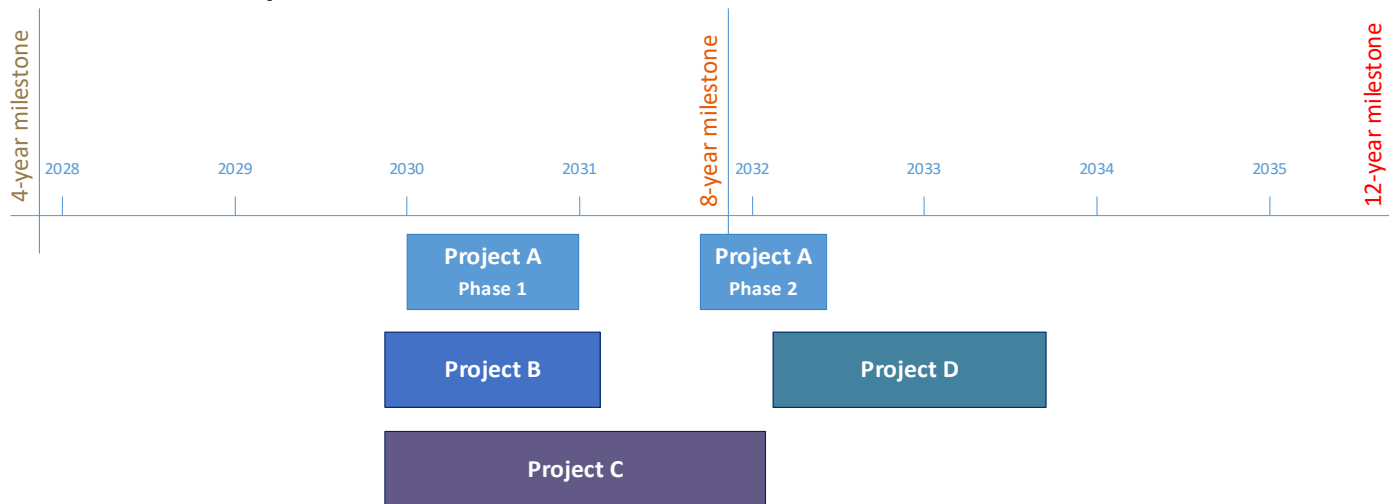 4-year milestone
8-year milestone
12-year milestone
2028
2029
2030
2031
2032
2033
2034
2035
Project A
Phase 1
Project A
Phase 2
Project B
Project D
Project C